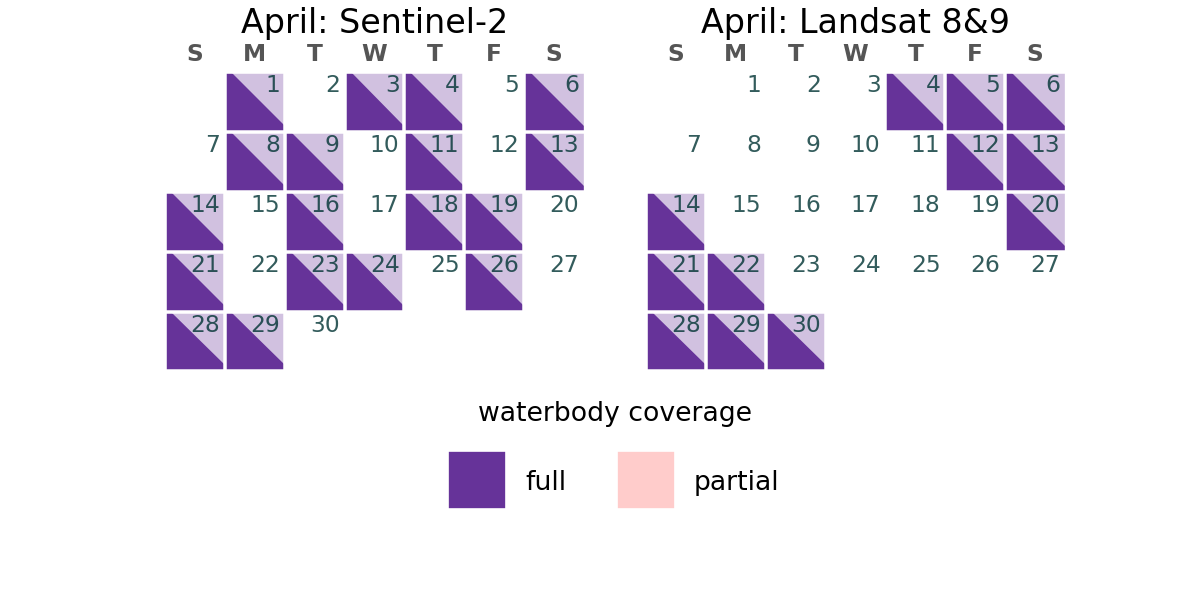 April: Sentinel-2
S M T W T F S
1 2 3 4 5 6
7 8 9 10 11 12 13
14 15 16 17 18 19 20
21 22 23 24 25 26 27
28 29 30
April: Landsat 8&9
S M T W T F S
1 2 3 4 5 6
7 8 9 10 11 12 13
14 15 16 17 18 19 20
21 22 23 24 25 26 27
28 29 30
waterbody coverage
full partial